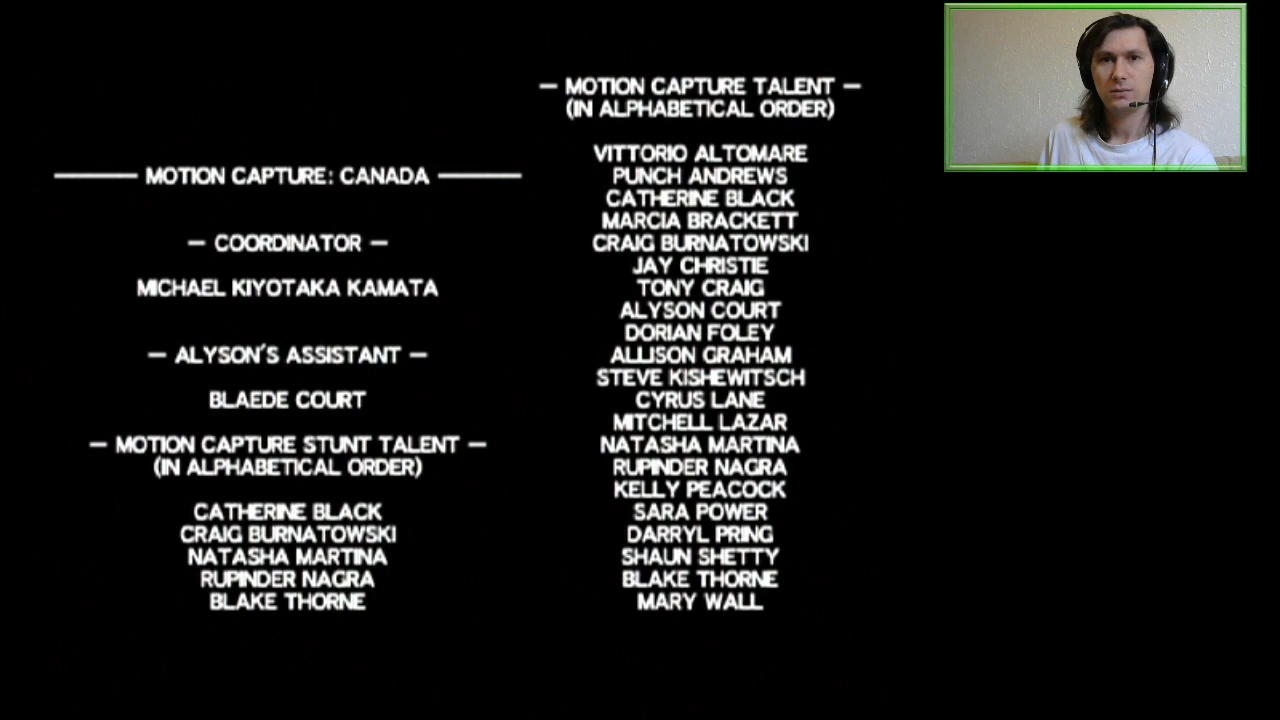 — MOTION CAPTURE: CANADA —
— COORDINATOR —
MICHAEL KIYOTAKA KAMATA
— ALYSON'S ASSISTANT —
BLAEDE COURT
— MOTION CAPTURE STUNT TALENT —
(IN ALPHABETICAL ORDER)
CATHERINE BLACK
CRAIG BURNATOWSKI
NATASHA MARTINA
RUPINDER NAGRA
BLAKE THORNE
— MOTION CAPTURE TALENT —
(IN ALPHABETICAL ORDER)
VITTORIO ALTOMARE
PUNCH ANDREWS
CATHERINE BLACK
MARCIA BRACKETT
CRAIG BURNATOWSKI
JAY CHRISTIE
TONY CRAIG
ALYSON COURT
DORIAN FOLEY
ALLISON GRAHAM
STEVE KISHEWITSCH
CYRUS LANE
MITCHELL LAZAR
NATASHA MARTINA
RUPINDER NAGRA
KELLY PEACOCK
SARA POWER
DARRYL PRING
SHAUN SHETTY
BLAKE THORNE
MARY WALL